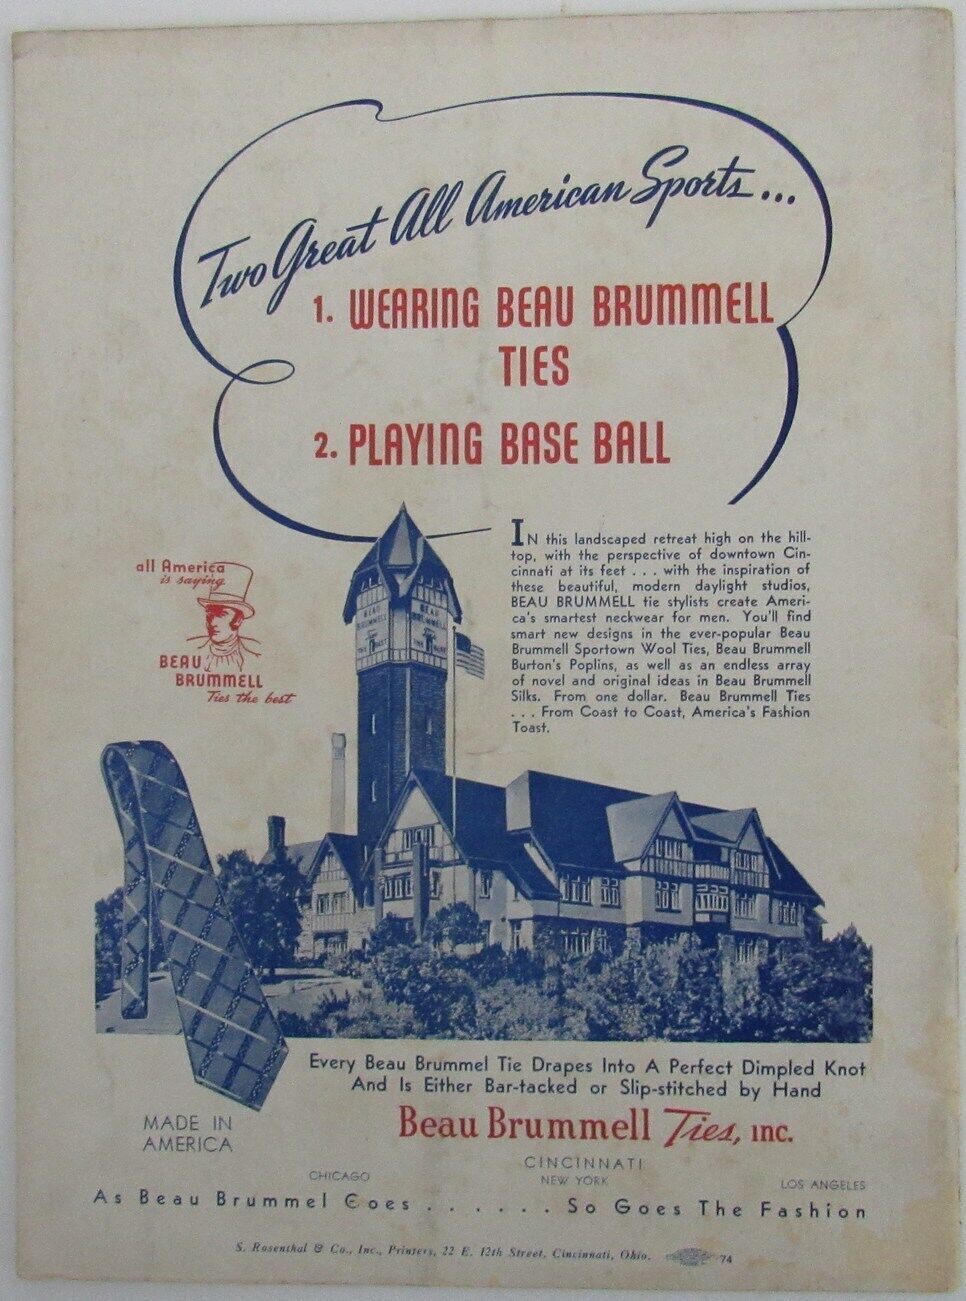 Two Great All American Sports...
1. WEARING BEAU BRUMMELL
TIES
2. PLAYING BASE BALL
all America
is saying
BEAU
BRUMMELL
Ties the best
BEAU
BRUMMELL
BEAU
BRUMMELL
IN this landscaped retreat high on the hill-
top, with the perspective of downtown Cin-
cinnati at its feet . . . with the inspiration of
these beautiful, modern daylight studios,
BEAU BRUMMELL tie stylists create Ameri-
ca's smartest neckwear for men. You'll find
smart new designs in the ever-popular Beau
Brummell Sportown Wool Ties, Beau Brummell
Burton's Poplins, as well as an endless array
of novel and original ideas in Beau Brummell
Silks. From one dollar. Beau Brummell Ties
. . . From Coast to Coast, America's Fashion
Toast.
Every Beau Brummel Tie Drapes Into A Perfect Dimpled Knot
And Is Either Bar-tacked or Slip-stitched by Hand
MADE IN
AMERICA
Beau Brummell Ties, INC.
CINCINNATI
CHICAGO NEW YORK LOS ANGELES
As Beau Brummel Goes . . . . . . So Goes The Fashion
S. Rosenthal & Co., Inc., Printers, 22 E. 12th Street, Cincinnati, Ohio. 74